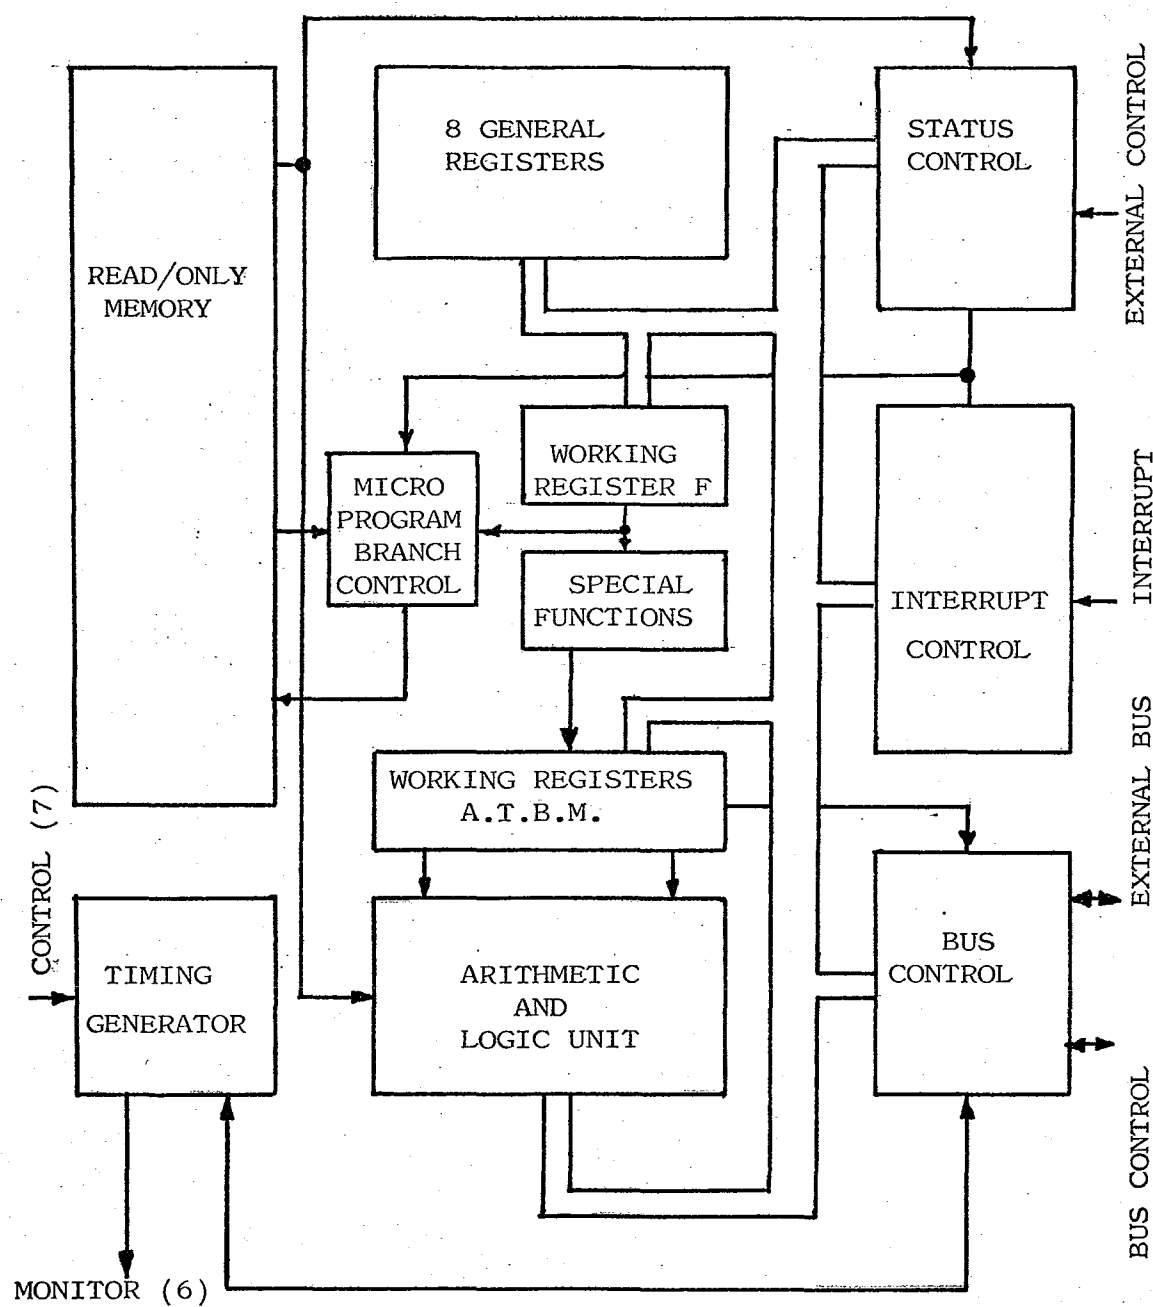 8 GENERAL
REGISTERS
STATUS
CONTROL
EXTERNAL CONTROL
READ/ONLY
MEMORY
WORKING
REGISTER F
MICRO
PROGRAM
BRANCH
CONTROL
SPECIAL
FUNCTIONS
INTERRUPT
CONTROL
INTERRUPT
WORKING REGISTERS
A.T.B.M.
EXTERNAL BUS
CONTROL (7)
TIMING
GENERATOR
ARITHMETIC
AND
LOGIC UNIT
BUS
CONTROL
BUS CONTROL
MONITOR (6)